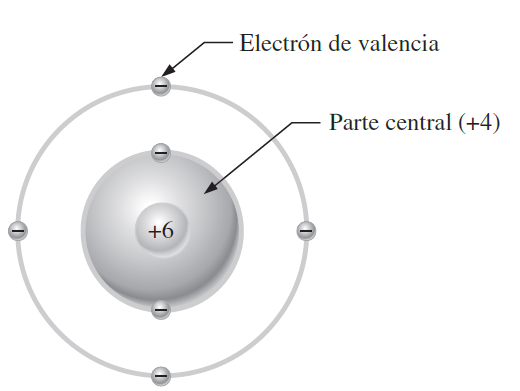 Electrón de valencia
Parte central (+4)
+6